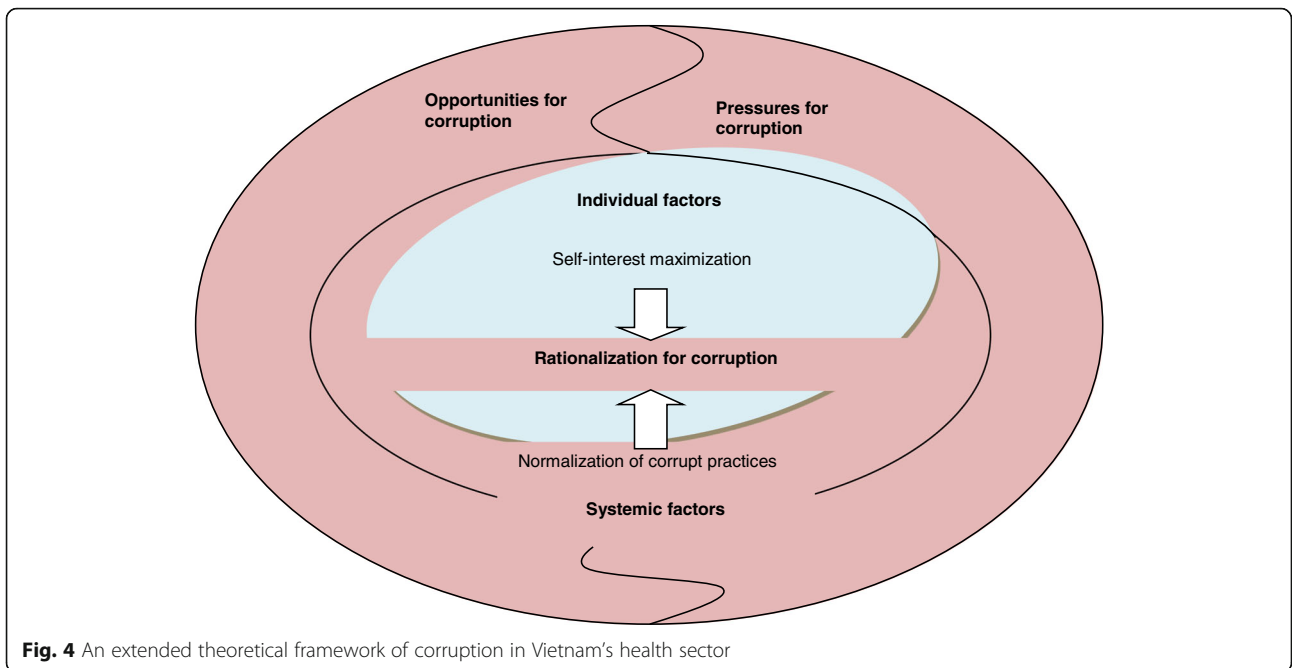 Opportunities for
corruption
Pressures for
corruption
Individual factors
Self-interest maximization
Rationalization for corruption
Normalization of corrupt practices
Systemic factors
Fig. 4 An extended theoretical framework of corruption in Vietnam's health sector